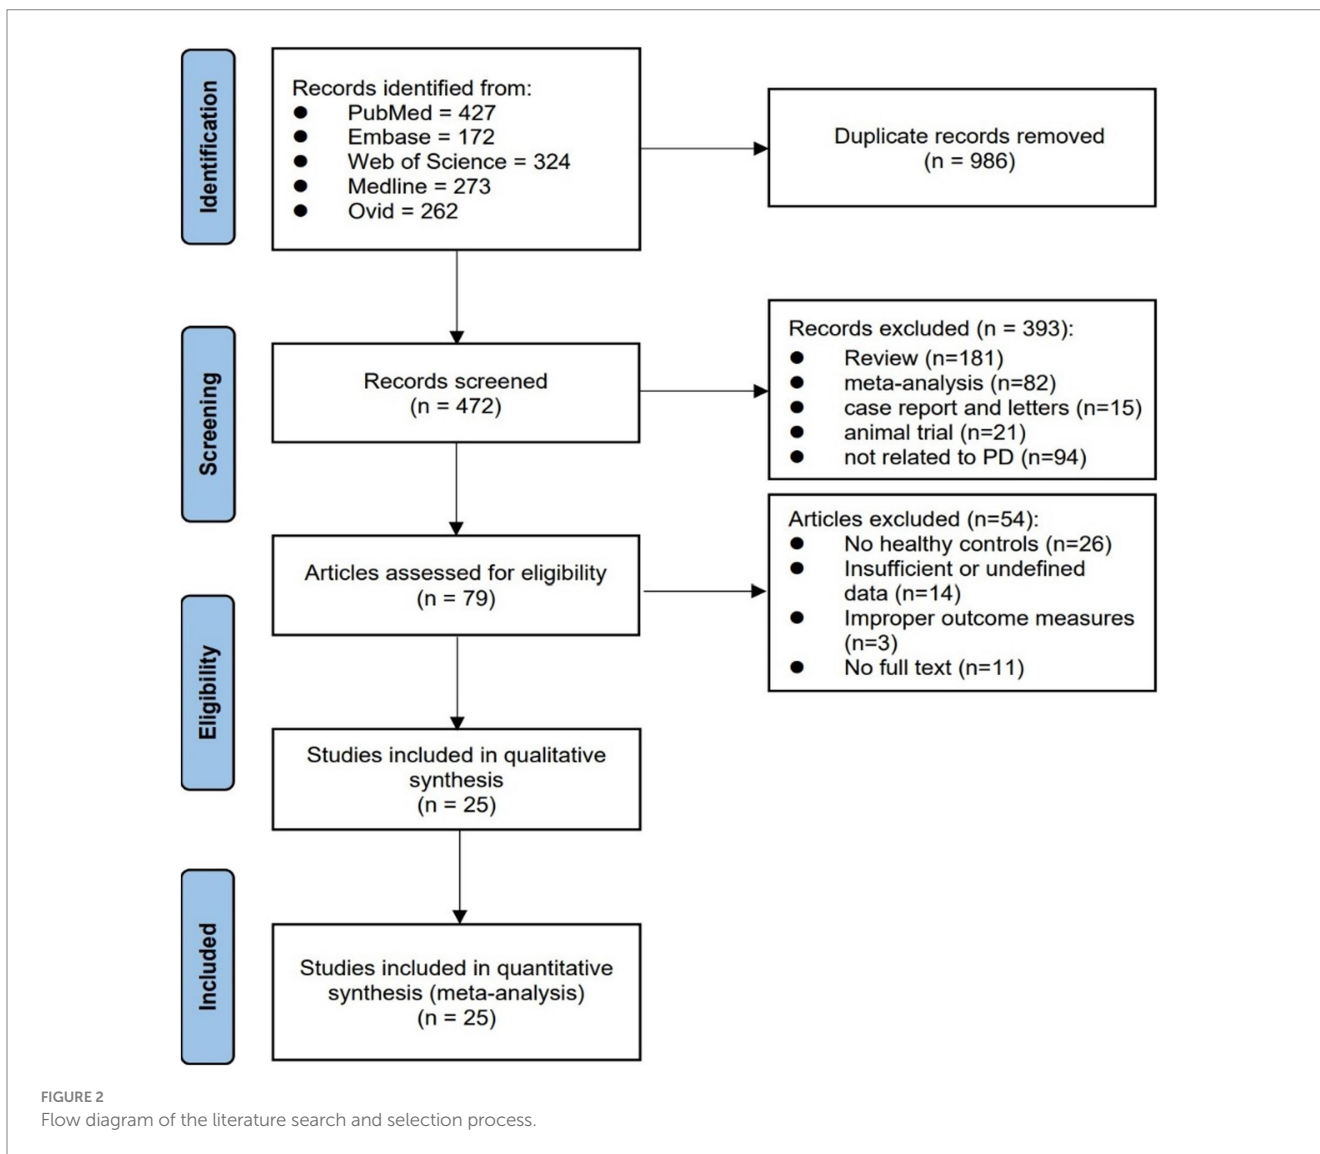 Identification
Records identified from:
● PubMed = 427
● Embase = 172
● Web of Science = 324
● Medline = 273
● Ovid = 262
Duplicate records removed
(n = 986)
Screening
Records screened
(n = 472)
Records excluded (n = 393):
● Review (n=181)
● meta-analysis (n=82)
● case report and letters (n=15)
● animal trial (n=21)
● not related to PD (n=94)
Eligibility
Articles assessed for eligibility
(n = 79)
Articles excluded (n=54):
● No healthy controls (n=26)
● Insufficient or undefined
data (n=14)
● Improper outcome measures
(n=3)
● No full text (n=11)
Studies included in qualitative
synthesis
(n = 25)
Included
Studies included in quantitative
synthesis (meta-analysis)
(n = 25)
FIGURE 2
Flow diagram of the literature search and selection process.